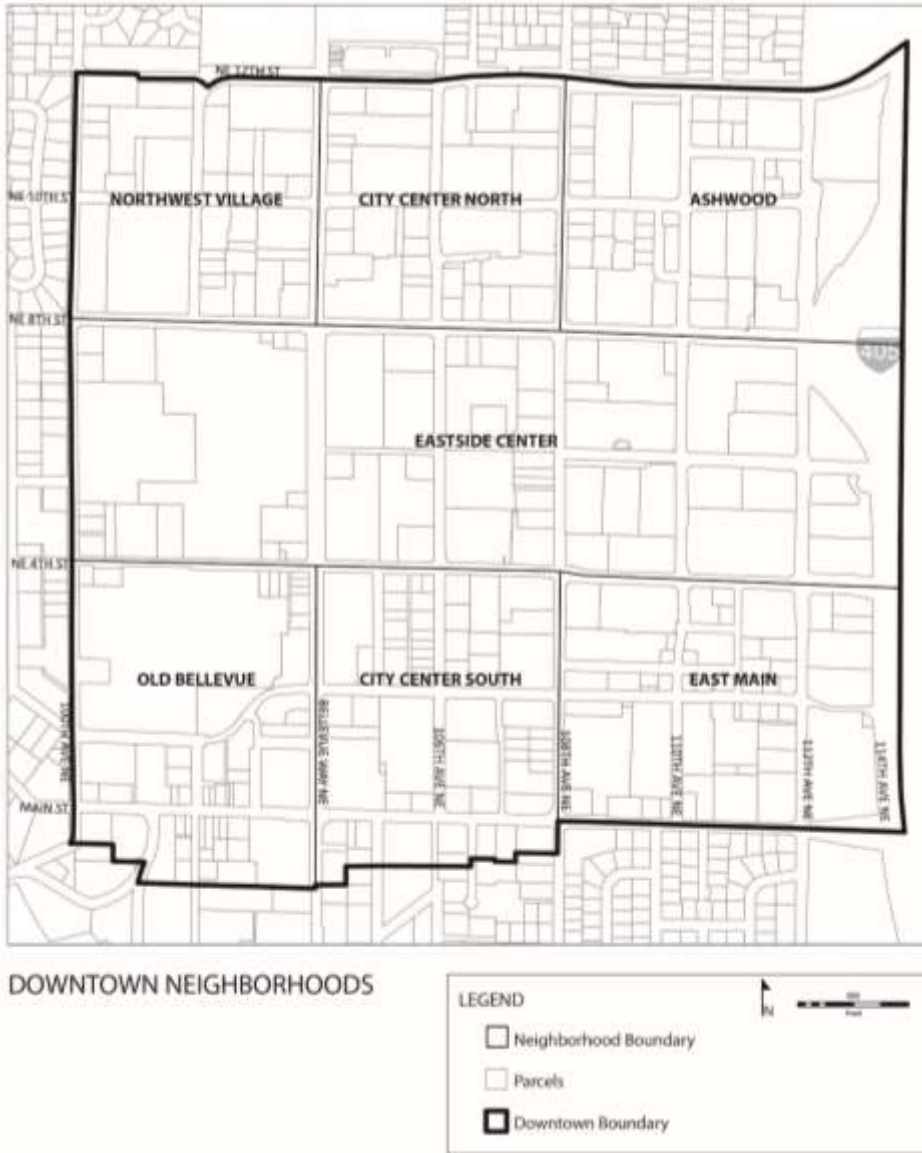 NE 12TH ST
NE 10TH ST
NORTHWEST VILLAGE
CITY CENTER NORTH
ASHWOOD
NE 8TH ST
405
EASTSIDE CENTER
NE 4TH ST
OLD BELLEVUE
CITY CENTER SOUTH
EAST MAIN
100TH AVE NE
BELLEVUE WAY NE
106TH AVE NE
108TH AVE NE
110TH AVE NE
112TH AVE NE
114TH AVE NE
MAIN ST
DOWNTOWN NEIGHBORHOODS
LEGEND
N
Feet
Neighborhood Boundary
Parcels
Downtown Boundary